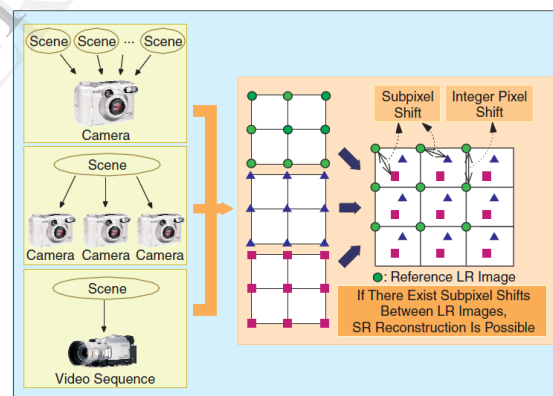 Scene Scene ... Scene
Camera
Scene
Camera Camera Camera
Scene
Video Sequence
Subpixel
Shift
Integer Pixel
Shift
: Reference LR Image
If There Exist Subpixel Shifts
Between LR Images,
SR Reconstruction Is Possible